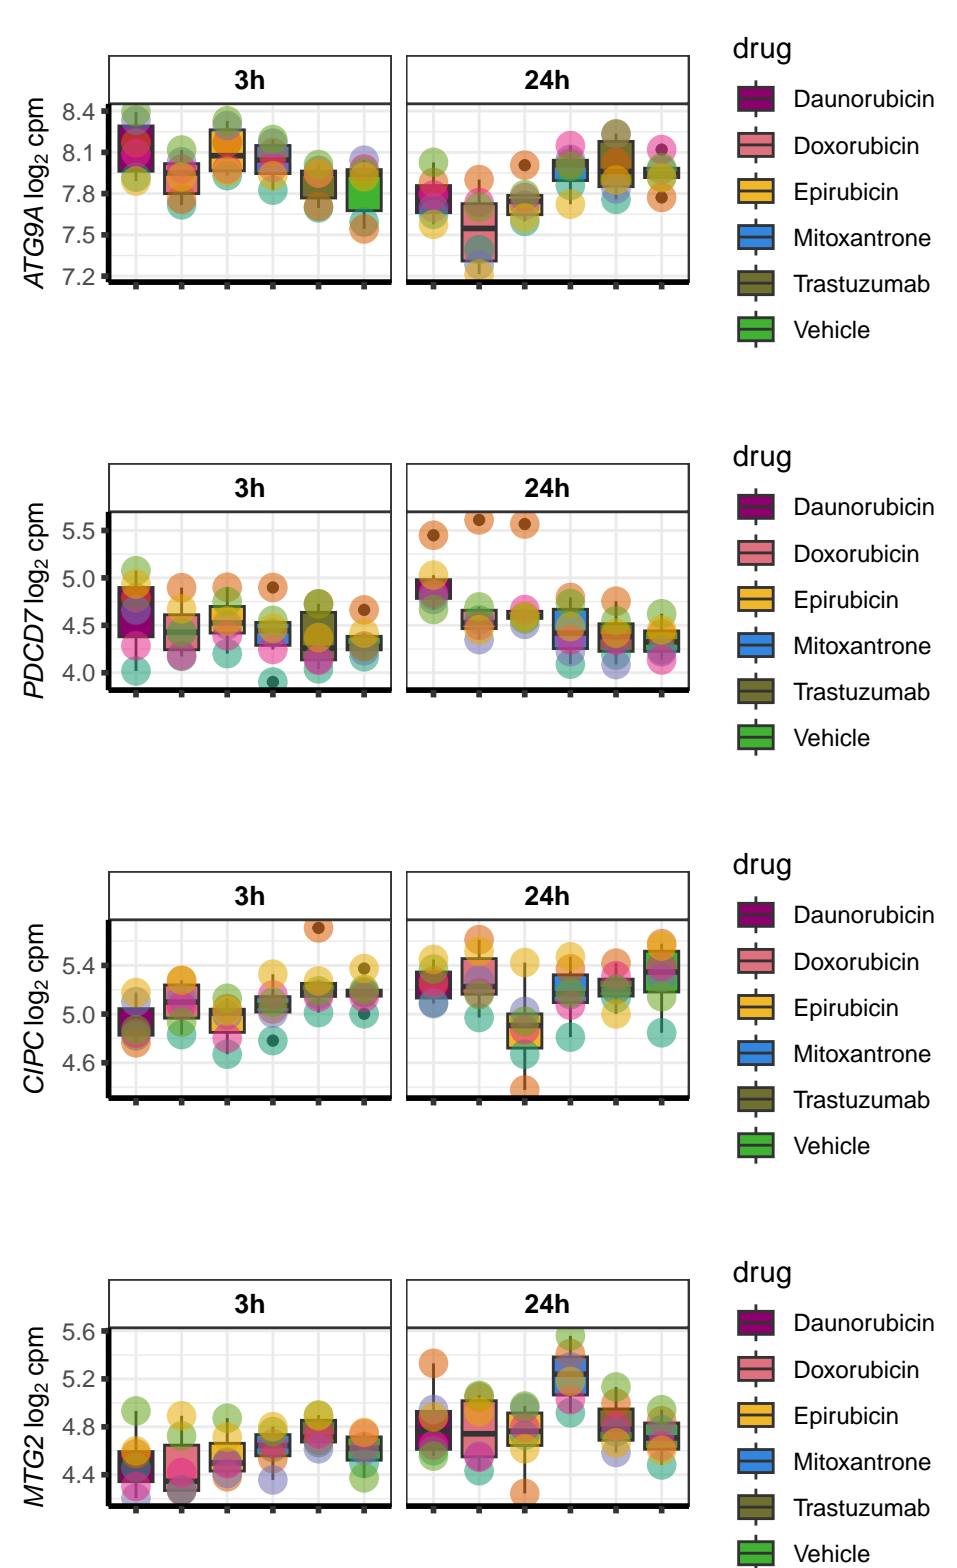 drug
3h
24h
ATG9A log2 cpm
8.4
8.1
7.8
7.5
7.2
Daunorubicin
Doxorubicin
Epirubicin
Mitoxantrone
Trastuzumab
Vehicle
drug
3h
24h
PDCD7 log2 cpm
5.5
5.0
4.5
4.0
Daunorubicin
Doxorubicin
Epirubicin
Mitoxantrone
Trastuzumab
Vehicle
drug
3h
24h
CIPC log2 cpm
5.4
5.0
4.6
Daunorubicin
Doxorubicin
Epirubicin
Mitoxantrone
Trastuzumab
Vehicle
drug
3h
24h
MTG2 log2 cpm
5.6
5.2
4.8
4.4
Daunorubicin
Doxorubicin
Epirubicin
Mitoxantrone
Trastuzumab
Vehicle